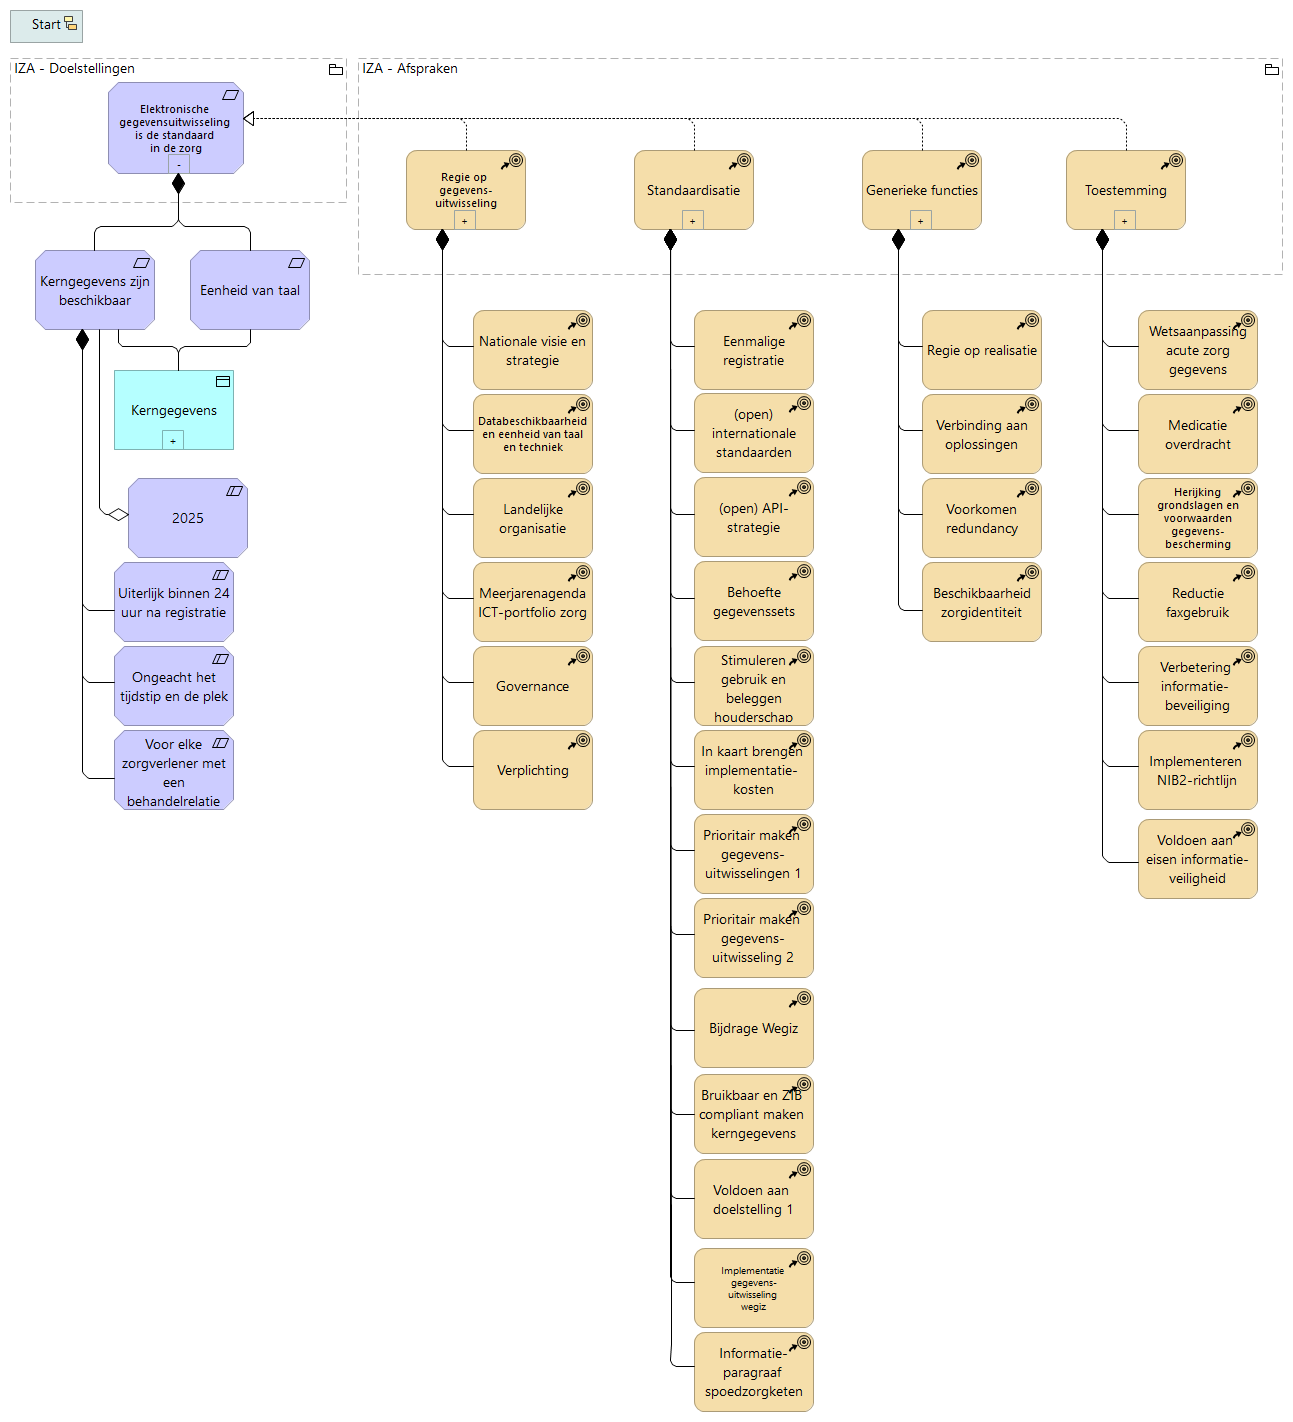 Start
IZA - Doelstellingen
IZA - Afspraken
Elektronische
gegevensuitwisseling
is de standaard
in de zorg
-
Regie op
gegevens-
uitwisseling
+
Standaardisatie
+
Generieke functies
+
Toestemming
+
Kerngegevens zijn
beschikbaar
Eenheid van taal
Kerngegevens
+
2025
Uiterlijk binnen 24
uur na registratie
Ongeacht het
tijdstip en de plek
Voor elke
zorgverlener met
een
behandelrelatie
Nationale visie en
strategie
Databeschikbaarheid
en eenheid van taal
en techniek
Landelijke
organisatie
Meerjarenagenda
ICT-portfolio zorg
Governance
Verplichting
Eenmalige
registratie
(open)
internationale
standaarden
(open) API-
strategie
Behoefte
gegevenssets
Stimuleren
gebruik en
beleggen
houderschap
In kaart brengen
implementatie-
kosten
Prioritair maken
gegevens-
uitwisselingen 1
Prioritair maken
gegevens-
uitwisseling 2
Bijdrage Wegiz
Bruikbaar en ZIB
compliant maken
kerngegevens
Voldoen aan
doelstelling 1
Implementatie
gegevens-
uitwisseling
wegiz
Informatie-
paragraaf
spoedzorgketen
Regie op realisatie
Verbinding aan
oplossingen
Voorkomen
redundancy
Beschikbaarheid
zorgidentiteit
Wetsaanpassing
acute zorg
gegevens
Medicatie
overdracht
Herijking
grondslagen en
voorwaarden
gegevens-
bescherming
Reductie
faxgebruik
Verbetering
informatie-
beveiliging
Implementeren
NIB2-richtlijn
Voldoen aan
eisen informatie-
veiligheid